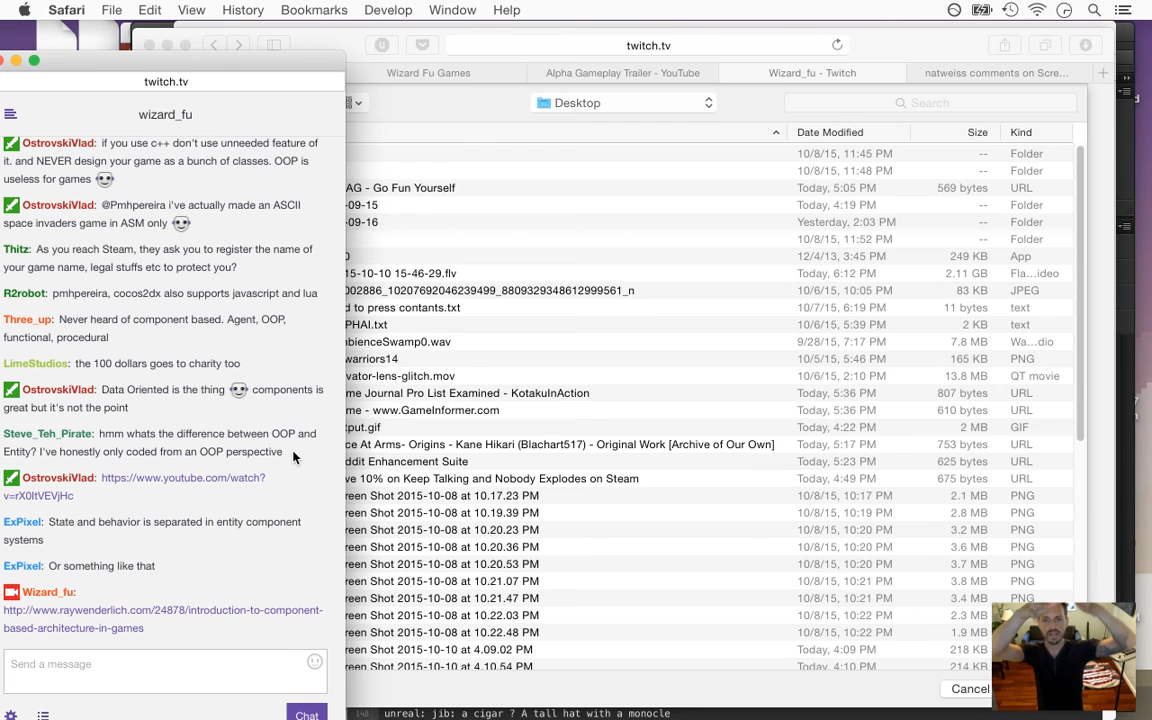 Safari File Edit View History Bookmarks Develop Window Help
twitch.tv
Wizard Fu Games
Alpha Gameplay Trailer - YouTube
Wizard_fu - Twitch
natweiss comments on Scre...
twitch.tv
wizard_fu
OstrovskiVlad: if you use c++ don't use unneeded feature of
it. and NEVER design your game as a bunch of classes. OOP is
useless for games
OstrovskiVlad: @Pmhpereira i've actually made an ASCII
space invaders game in ASM only
Thitz: As you reach Steam, they ask you to register the name of
your game name, legal stuffs etc to protect you?
R2robot: pmhpereira, cocos2dx also supports javascript and lua
Three_up: Never heard of component based. Agent, OOP,
functional, procedural
LimeStudios: the 100 dollars goes to charity too
OstrovskiVlad: Data Oriented is the thing components is
great but it's not the point
Steve_Teh_Pirate: hmm whats the difference between OOP and
Entity? I've honestly only coded from an OOP perspective
OstrovskiVlad: https://www.youtube.com/watch?
v=rX0ItVEVjHc
ExPixel: State and behavior is separated in entity component
systems
ExPixel: Or something like that
Wizard_fu:
http://www.raywenderlich.com/24878/introduction-to-component-
based-architecture-in-games
Send a message
Chat
Desktop
Search
Date Modified Size Kind
10/8/15, 11:45 PM -- Folder
10/8/15, 11:48 PM -- Folder
AG - Go Fun Yourself Today, 5:05 PM 569 bytes URL
-09-15 Today, 4:19 PM -- Folder
-09-16 Yesterday, 2:03 PM -- Folder
10/8/15, 11:52 PM -- Folder
0 12/4/13, 3:45 PM 249 KB App
15-10-10 15-46-29.flv Today, 6:12 PM 2.11 GB Fla...ideo
002886_10207692046239499_8809329348612999561_n 10/6/15, 10:05 PM 83 KB JPEG
d to press contants.txt 10/7/15, 6:19 PM 11 bytes text
PHAI.txt 10/6/15, 5:39 PM 2 KB text
nbienceSwamp0.wav 9/28/15, 7:17 PM 7.8 MB Wa...dio
warriors14 10/5/15, 5:46 PM 165 KB PNG
vator-lens-glitch.mov 10/6/15, 2:10 PM 13.8 MB QT movie
me Journal Pro List Examined - KotakuInAction Today, 5:36 PM 807 bytes URL
me - www.GameInformer.com Today, 5:36 PM 610 bytes URL
tput.gif Today, 4:29 PM 2 MB GIF
ce At Arms- Origins - Kane Hikari (Blachart517) - Original Work [Archive of Our Own] Today, 5:17 PM 753 bytes URL
ddit Enhancement Suite Today, 5:23 PM 625 bytes URL
ve 10% on Keep Talking and Nobody Explodes on Steam Today, 4:49 PM 675 bytes URL
reen Shot 2015-10-08 at 10.17.23 PM 10/8/15, 10:17 PM 2.1 MB PNG
reen Shot 2015-10-08 at 10.19.39 PM 10/8/15, 10:19 PM 2.8 MB PNG
reen Shot 2015-10-08 at 10.20.23 PM 10/8/15, 10:20 PM 3.2 MB PNG
reen Shot 2015-10-08 at 10.20.36 PM 10/8/15, 10:20 PM 3.6 MB PNG
reen Shot 2015-10-08 at 10.20.53 PM 10/8/15, 10:20 PM 3.7 MB PNG
reen Shot 2015-10-08 at 10.21.07 PM 10/8/15, 10:21 PM 3.8 MB PNG
reen Shot 2015-10-08 at 10.21.47 PM 10/8/15, 10:21 PM 3.4 MB PNG
reen Shot 2015-10-08 at 10.22.03 PM 10/8/15, 10:22 PM 2.3 MB
reen Shot 2015-10-08 at 10.22.48 PM 10/8/15, 10:22 PM 1.9 MB
reen Shot 2015-10-10 at 4.09.02 PM Today, 4:09 PM 218 KB
reen Shot 2015-10-10 at 4.10.54 PM Today, 4:10 PM 214 KB
Cancel
148 unreal: jib: a cigar ? A tall hat with a monocle